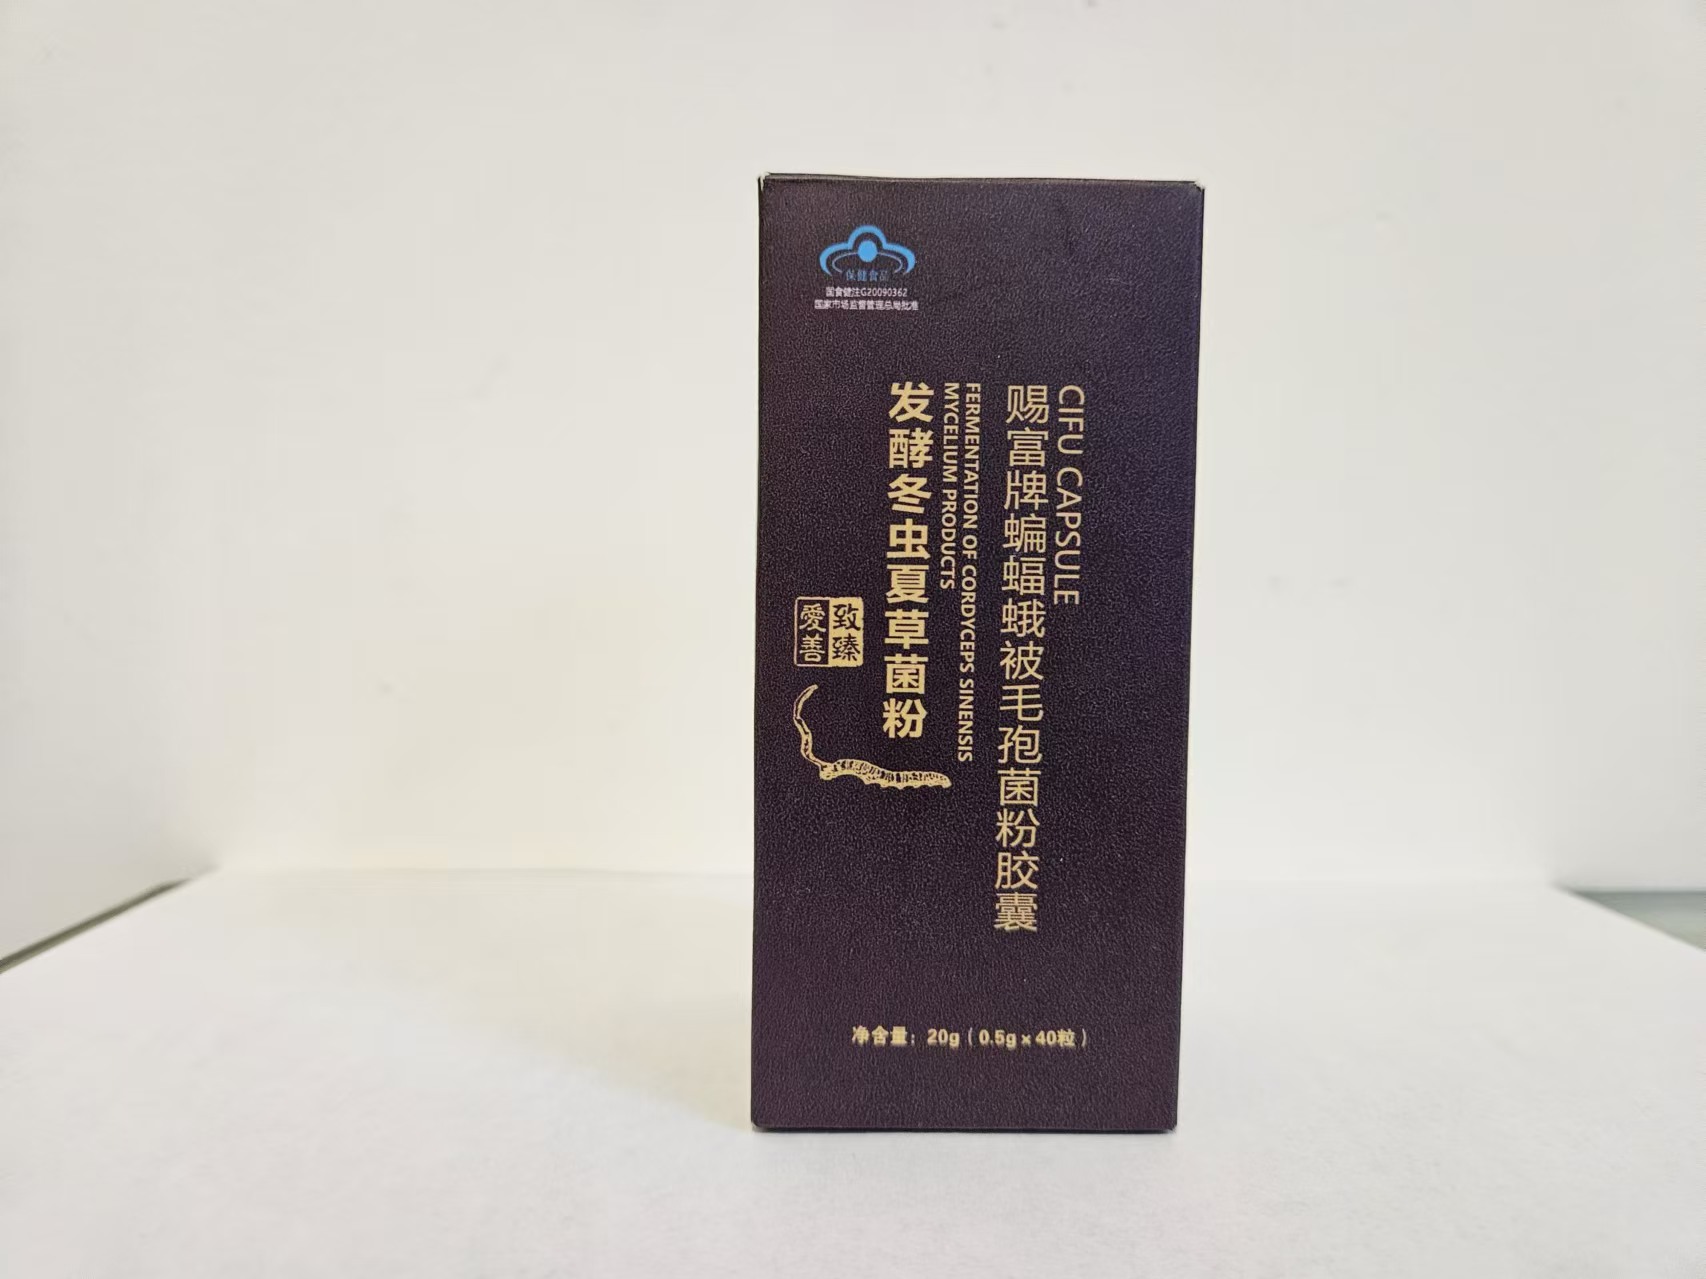 保健食品
国食健注G20090362
国家市场监督管理总局批准
CIFU CAPSULE
赐富牌蝙蝠蛾被毛孢菌粉胶囊
FERMENTATION OF CORDYCEPS SINENSIS
MYCELIUM PRODUCTS
发酵冬虫夏草菌粉
致臻
愛善
净含量：20g（0.5g×40粒）